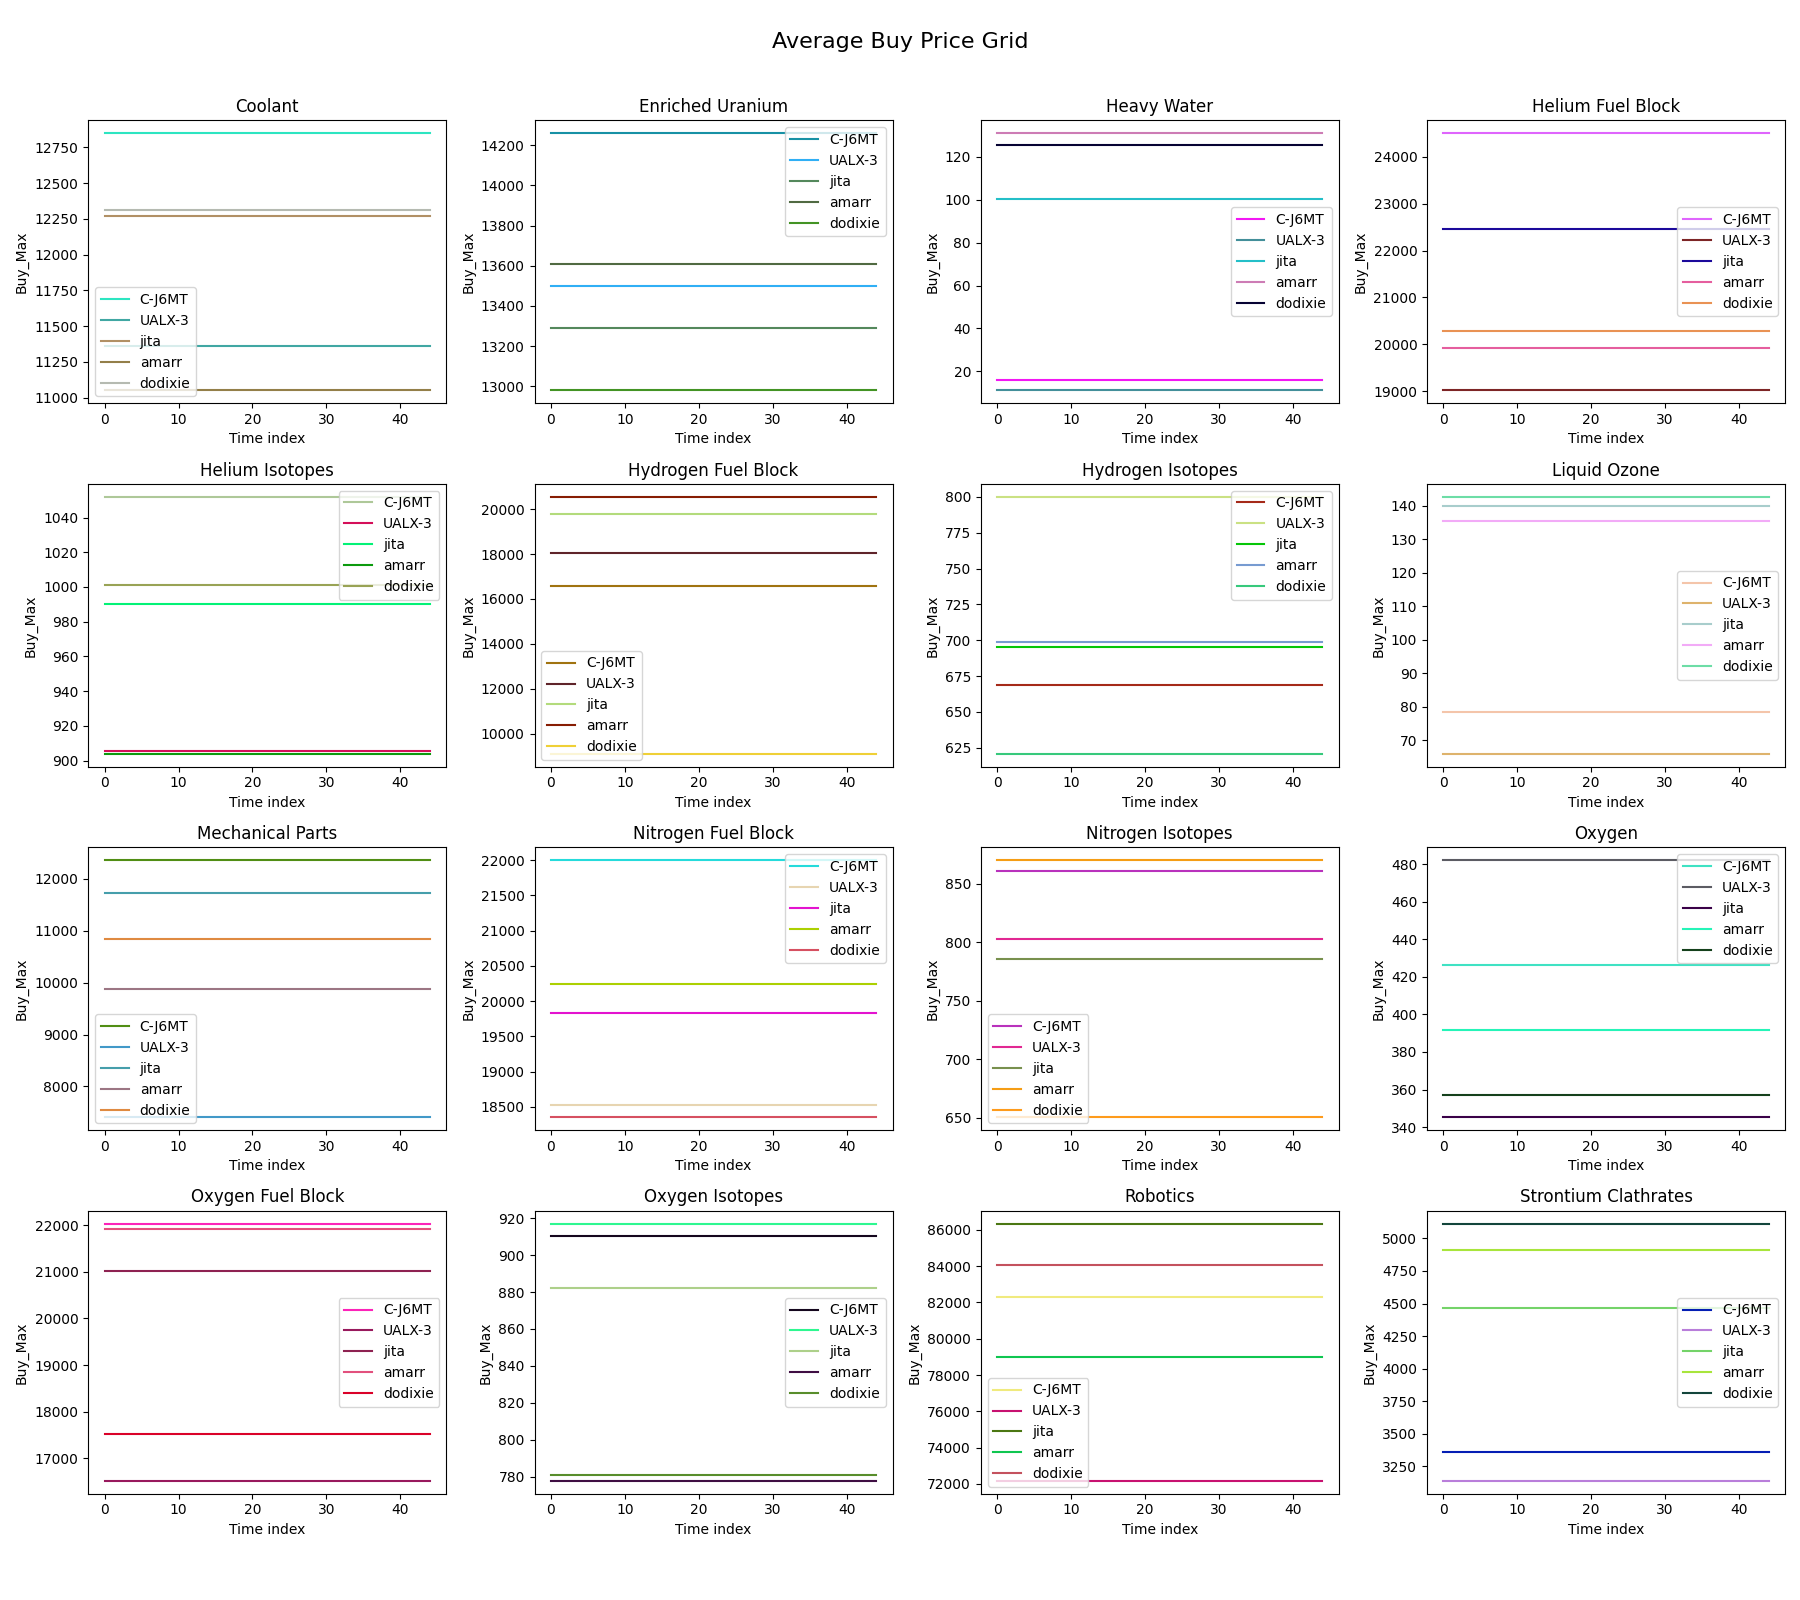 Average Buy Price Grid
Coolant
Buy_Max
12750
12500
12250
12000
11750
11500
11250
11000
C-J6MT
UALX-3
jita
amarr
dodixie
0 10 20 30 40
Time index
Enriched Uranium
Buy_Max
14200
14000
13800
13600
13400
13200
13000
C-J6MT
UALX-3
jita
amarr
dodixie
0 10 20 30 40
Time index
Heavy Water
Buy_Max
120
100
80
60
40
20
C-J6MT
UALX-3
jita
amarr
dodixie
0 10 20 30 40
Time index
Helium Fuel Block
Buy_Max
24000
23000
22000
21000
20000
19000
C-J6MT
UALX-3
jita
amarr
dodixie
0 10 20 30 40
Time index
Helium Isotopes
Buy_Max
1040
1020
1000
980
960
940
920
900
C-J6MT
UALX-3
jita
amarr
dodixie
0 10 20 30 40
Time index
Hydrogen Fuel Block
Buy_Max
20000
18000
16000
14000
12000
10000
C-J6MT
UALX-3
jita
amarr
dodixie
0 10 20 30 40
Time index
Hydrogen Isotopes
Buy_Max
800
775
750
725
700
675
650
625
C-J6MT
UALX-3
jita
amarr
dodixie
0 10 20 30 40
Time index
Liquid Ozone
Buy_Max
140
130
120
110
100
90
80
70
C-J6MT
UALX-3
jita
amarr
dodixie
0 10 20 30 40
Time index
Mechanical Parts
Buy_Max
12000
11000
10000
9000
8000
C-J6MT
UALX-3
jita
amarr
dodixie
0 10 20 30 40
Time index
Nitrogen Fuel Block
Buy_Max
22000
21500
21000
20500
20000
19500
19000
18500
C-J6MT
UALX-3
jita
amarr
dodixie
0 10 20 30 40
Time index
Nitrogen Isotopes
Buy_Max
850
800
750
700
650
C-J6MT
UALX-3
jita
amarr
dodixie
0 10 20 30 40
Time index
Oxygen
Buy_Max
480
460
440
420
400
380
360
340
C-J6MT
UALX-3
jita
amarr
dodixie
0 10 20 30 40
Time index
Oxygen Fuel Block
Buy_Max
22000
21000
20000
19000
18000
17000
C-J6MT
UALX-3
jita
amarr
dodixie
0 10 20 30 40
Time index
Oxygen Isotopes
Buy_Max
920
900
880
860
840
820
800
780
C-J6MT
UALX-3
jita
amarr
dodixie
0 10 20 30 40
Time index
Robotics
Buy_Max
86000
84000
82000
80000
78000
76000
74000
72000
C-J6MT
UALX-3
jita
amarr
dodixie
0 10 20 30 40
Time index
Strontium Clathrates
Buy_Max
5000
4750
4500
4250
4000
3750
3500
3250
C-J6MT
UALX-3
jita
amarr
dodixie
0 10 20 30 40
Time index